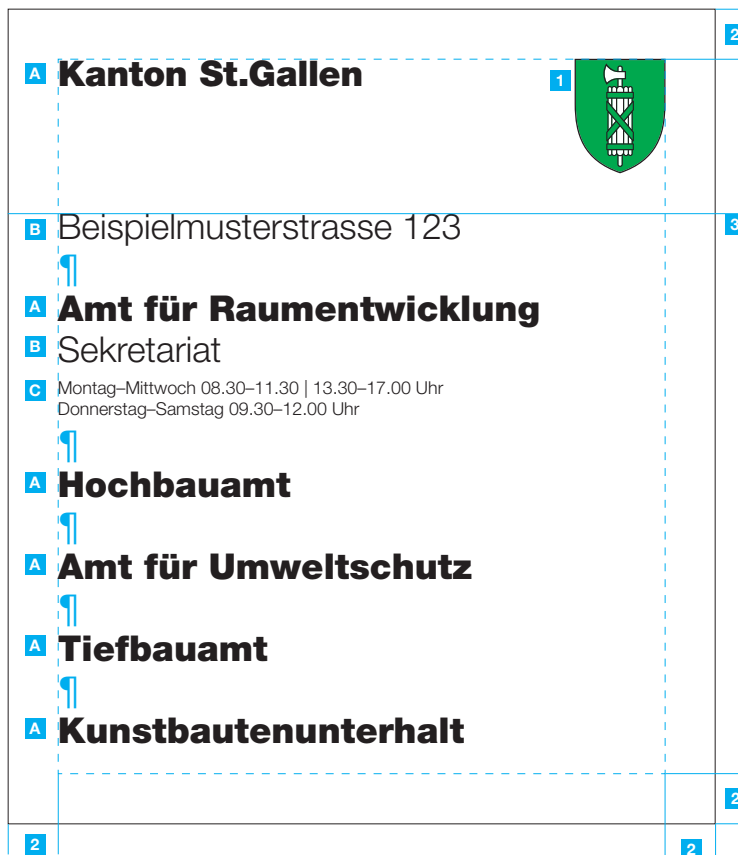 2
A Kanton St.Gallen 1
B Beispielmusterstrasse 123 3
¶
A Amt für Raumentwicklung
B Sekretariat
C Montag–Mittwoch 08.30–11.30 | 13.30–17.00 Uhr
Donnerstag–Samstag 09.30–12.00 Uhr
¶
A Hochbauamt
¶
A Amt für Umweltschutz
¶
A Tiefbauamt
¶
A Kunstbautenunterhalt
2
2 2